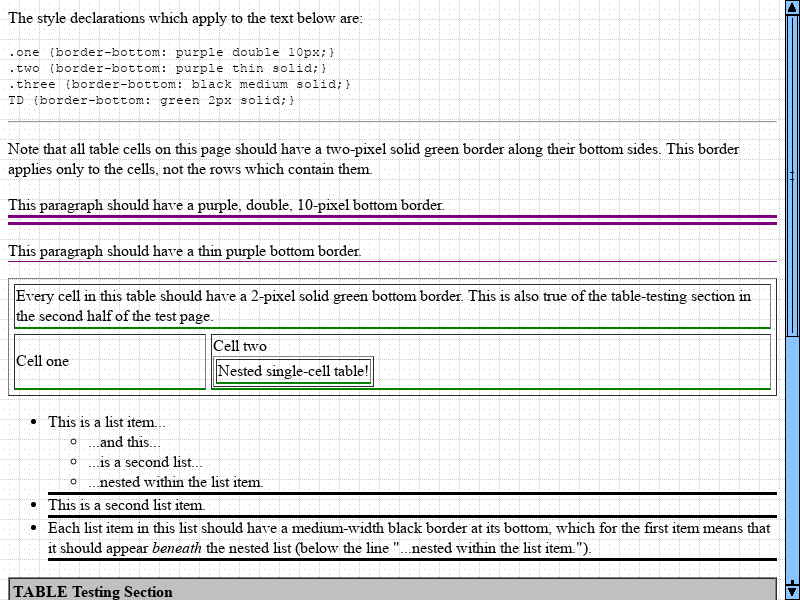 The style declarations which apply to the text below are:
.one {border-bottom: purple double 10px;}
.two {border-bottom: purple thin solid;}
.three {border-bottom: black medium solid;}
TD {border-bottom: green 2px solid;}
Note that all table cells on this page should have a two-pixel solid green border along their bottom sides. This border
applies only to the cells, not the rows which contain them.
This paragraph should have a purple, double, 10-pixel bottom border.
This paragraph should have a thin purple bottom border.
Every cell in this table should have a 2-pixel solid green bottom border. This is also true of the table-testing section in
the second half of the test page.
Cell one
Cell two
Nested single-cell table!
This is a list item...
...and this...
...is a second list...
...nested within the list item.
This is a second list item.
Each list item in this list should have a medium-width black border at its bottom, which for the first item means that
it should appear beneath the nested list (below the line "...nested within the list item.").
TABLE Testing Section